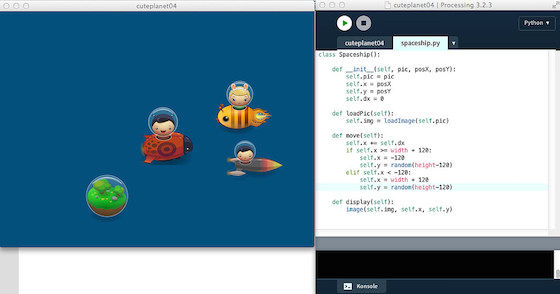 cuteplanet04
cuteplanet04 | Processing 3.2.3
Python ▾
cuteplanet04 spaceship.py ▾
class Spaceship():
def __init__(self, pic, posX, posY):
self.pic = pic
self.x = posX
self.y = posY
self.dx = 0
def loadPic(self):
self.img = loadImage(self.pic)
def move(self):
self.x += self.dx
if self.x >= width + 120:
self.x = -120
self.y = random(height-120)
elif self.x < -120:
self.x = width + 120
self.y = random(height-120)
def display(self):
image(self.img, self.x, self.y)
Konsole